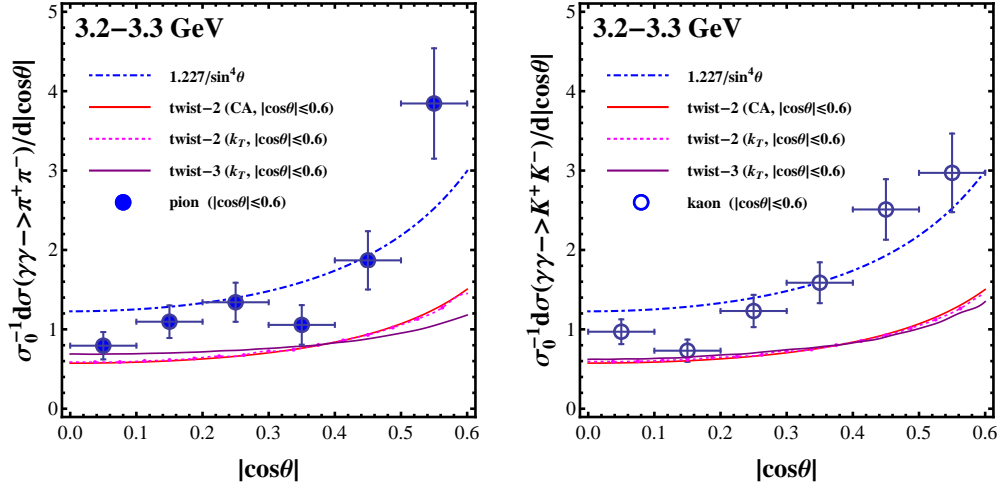 3.2−3.3 GeV
1.227/sin⁴θ
twist−2 (CA, |cosθ|⩽0.6)
twist−2 (k_T, |cosθ|⩽0.6)
twist−3 (k_T, |cosθ|⩽0.6)
pion (|cosθ|⩽0.6)
σ₀⁻¹dσ(γγ−>π⁺π⁻)/d|cosθ|
5
4
3
2
1
0
0.0 0.1 0.2 0.3 0.4 0.5 0.6
|cosθ|
3.2−3.3 GeV
1.227/sin⁴θ
twist−2 (CA, |cosθ|⩽0.6)
twist−2 (k_T, |cosθ|⩽0.6)
twist−3 (k_T, |cosθ|⩽0.6)
kaon (|cosθ|⩽0.6)
σ₀⁻¹dσ(γγ−>K⁺K⁻)/d|cosθ|
5
4
3
2
1
0
0.0 0.1 0.2 0.3 0.4 0.5 0.6
|cosθ|